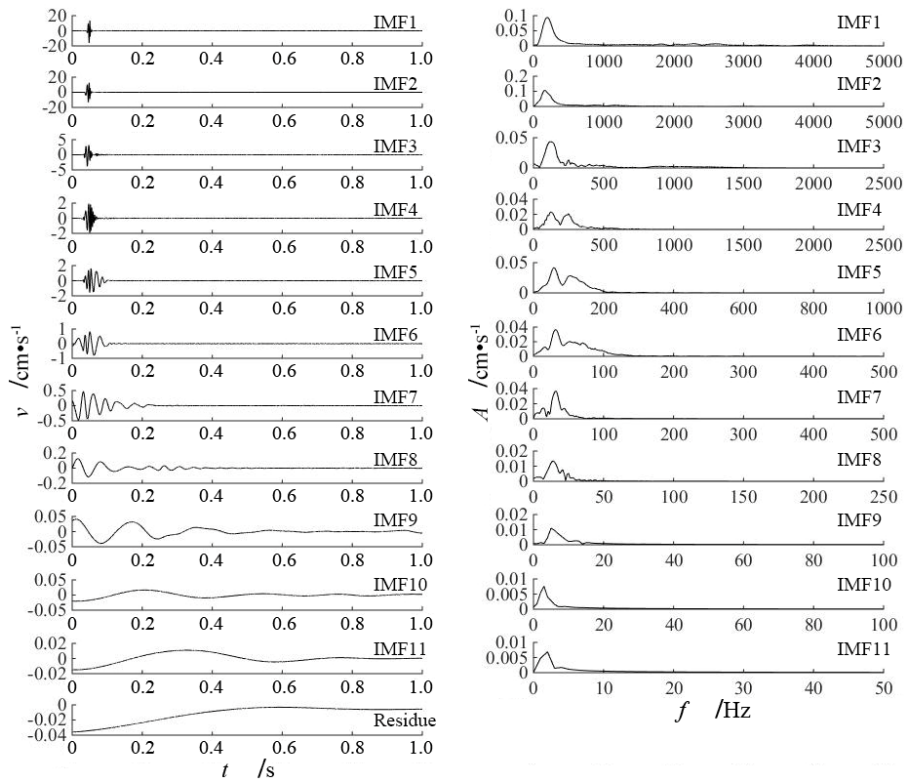 20
0
-20
IMF1
0 0.2 0.4 0.6 0.8 1.0
20
0
-20
IMF2
0 0.2 0.4 0.6 0.8 1.0
5
0
-5
IMF3
0 0.2 0.4 0.6 0.8 1.0
2
0
-2
IMF4
0 0.2 0.4 0.6 0.8 1.0
2
0
-2
IMF5
0 0.2 0.4 0.6 0.8 1.0
1
0
-1
IMF6
0 0.2 0.4 0.6 0.8 1.0
0.5
0
-0.5
IMF7
0 0.2 0.4 0.6 0.8 1.0
0.2
0
-0.2
IMF8
0 0.2 0.4 0.6 0.8 1.0
0.05
0
-0.05
IMF9
0 0.2 0.4 0.6 0.8 1.0
0.05
0
-0.05
IMF10
0 0.2 0.4 0.6 0.8 1.0
0.02
0
-0.02
IMF11
0 0.2 0.4 0.6 0.8 1.0
0
-0.02
-0.04
Residue
0 0.2 0.4 0.6 0.8 1.0
v /cm•s⁻¹
t /s
0.1
0.05
0
IMF1
0 1000 2000 3000 4000 5000
0.2
0.1
0
IMF2
0 1000 2000 3000 4000 5000
0.05
0
IMF3
0 500 1000 1500 2000 2500
0.04
0.02
0
IMF4
0 500 1000 1500 2000 2500
0.05
0
IMF5
0 200 400 600 800 1000
0.04
0.02
0
IMF6
0 100 200 300 400 500
0.04
0.02
0
IMF7
0 100 200 300 400 500
0.02
0.01
0
IMF8
0 50 100 150 200 250
0.02
0.01
0
IMF9
0 20 40 60 80 100
0.01
0.005
0
IMF10
0 20 40 60 80 100
0.01
0.005
0
IMF11
0 10 20 30 40 50
A /cm•s⁻¹
f /Hz